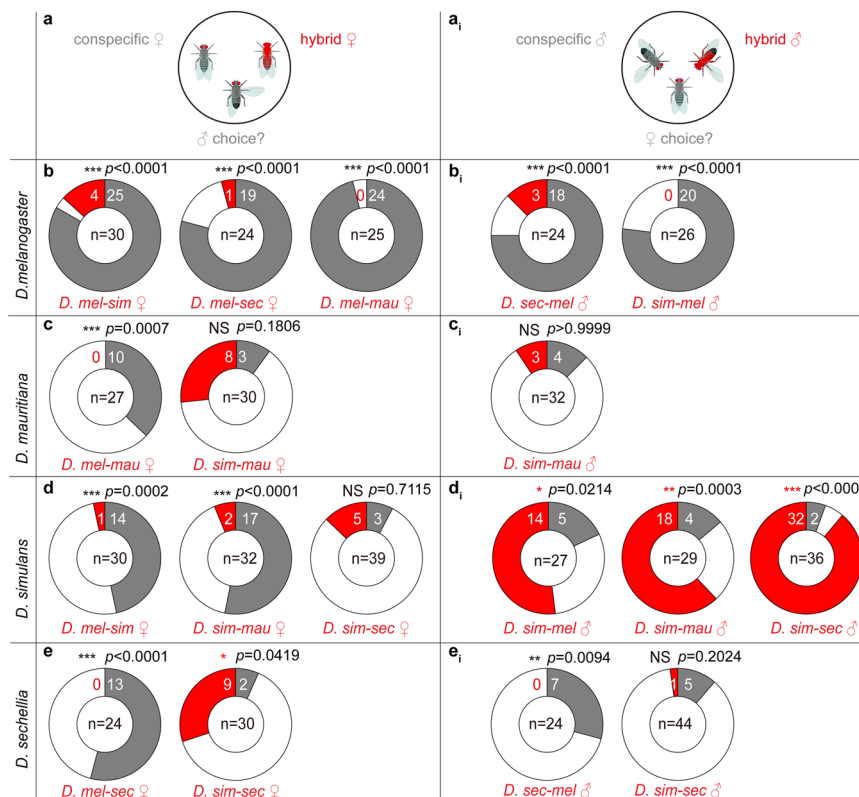 a
conspecific ♀
hybrid ♀
♂ choice?
ai
conspecific ♂
hybrid ♂
♀ choice?
D.melanogaster
b
*** p<0.0001
4 25
n=30
D. mel-sim ♀
*** p<0.0001
1 19
n=24
D. mel-sec ♀
*** p<0.0001
0 24
n=25
D. mel-mau ♀
bi
*** p<0.0001
3 18
n=24
D. sec-mel ♂
*** p<0.0001
0 20
n=26
D. sim-mel ♂
D. mauritiana
c
*** p=0.0007
0 10
n=27
D. mel-mau ♀
NS p=0.1806
8 3
n=30
D. sim-mau ♀
ci
NS p>0.9999
3 4
n=32
D. sim-mau ♂
D. simulans
d
*** p=0.0002
1 14
n=30
D. mel-sim ♀
*** p<0.0001
2 17
n=32
D. sim-mau ♀
NS p=0.7115
5 3
n=39
D. sim-sec ♀
di
* p=0.0214
14 5
n=27
D. sim-mel ♂
** p=0.0003
18 4
n=29
D. sim-mau ♂
*** p<0.000
32 2
n=36
D. sim-sec ♂
D. sechellia
e
*** p<0.0001
0 13
n=24
D. mel-sec ♀
* p=0.0419
9 2
n=30
D. sim-sec ♀
ei
** p=0.0094
0 7
n=24
D. sec-mel ♂
NS p=0.2024
1 5
n=44
D. sim-sec ♂